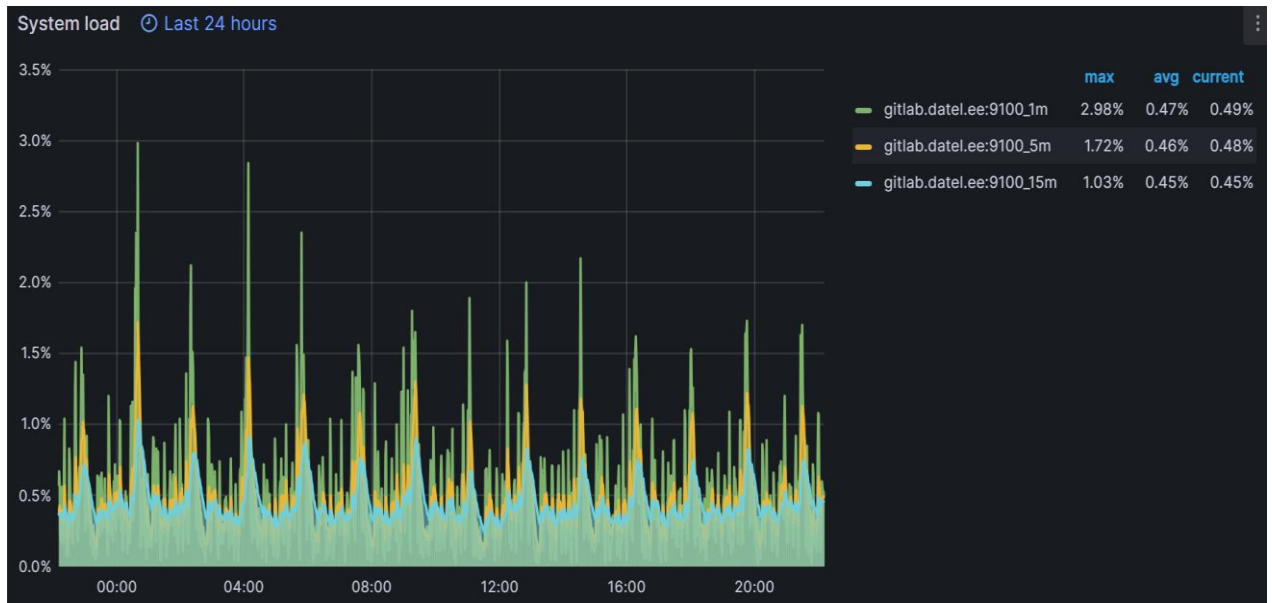 System load Last 24 hours
3.5%
3.0%
2.5%
2.0%
1.5%
1.0%
0.5%
0.0%
00:00 04:00 08:00 12:00 16:00 20:00
max avg current
gitlab.datel.ee:9100_1m 2.98% 0.47% 0.49%
gitlab.datel.ee:9100_5m 1.72% 0.46% 0.48%
gitlab.datel.ee:9100_15m 1.03% 0.45% 0.45%